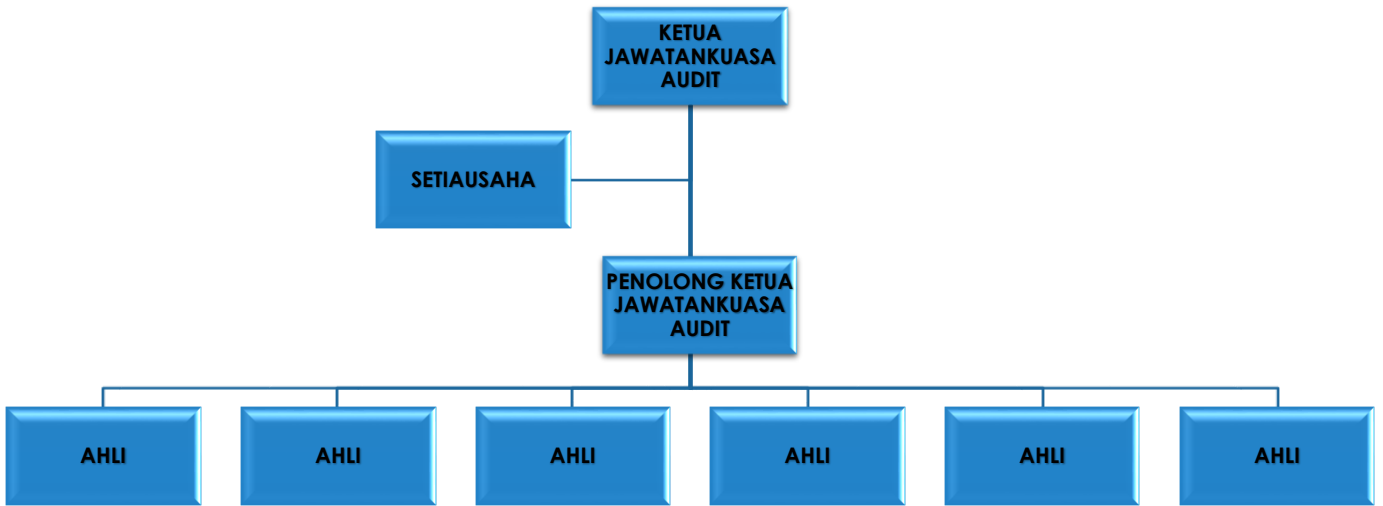 KETUA
JAWATANKUASA
AUDIT
SETIAUSAHA
PENOLONG KETUA
JAWATANKUASA
AUDIT
AHLI
AHLI
AHLI
AHLI
AHLI
AHLI